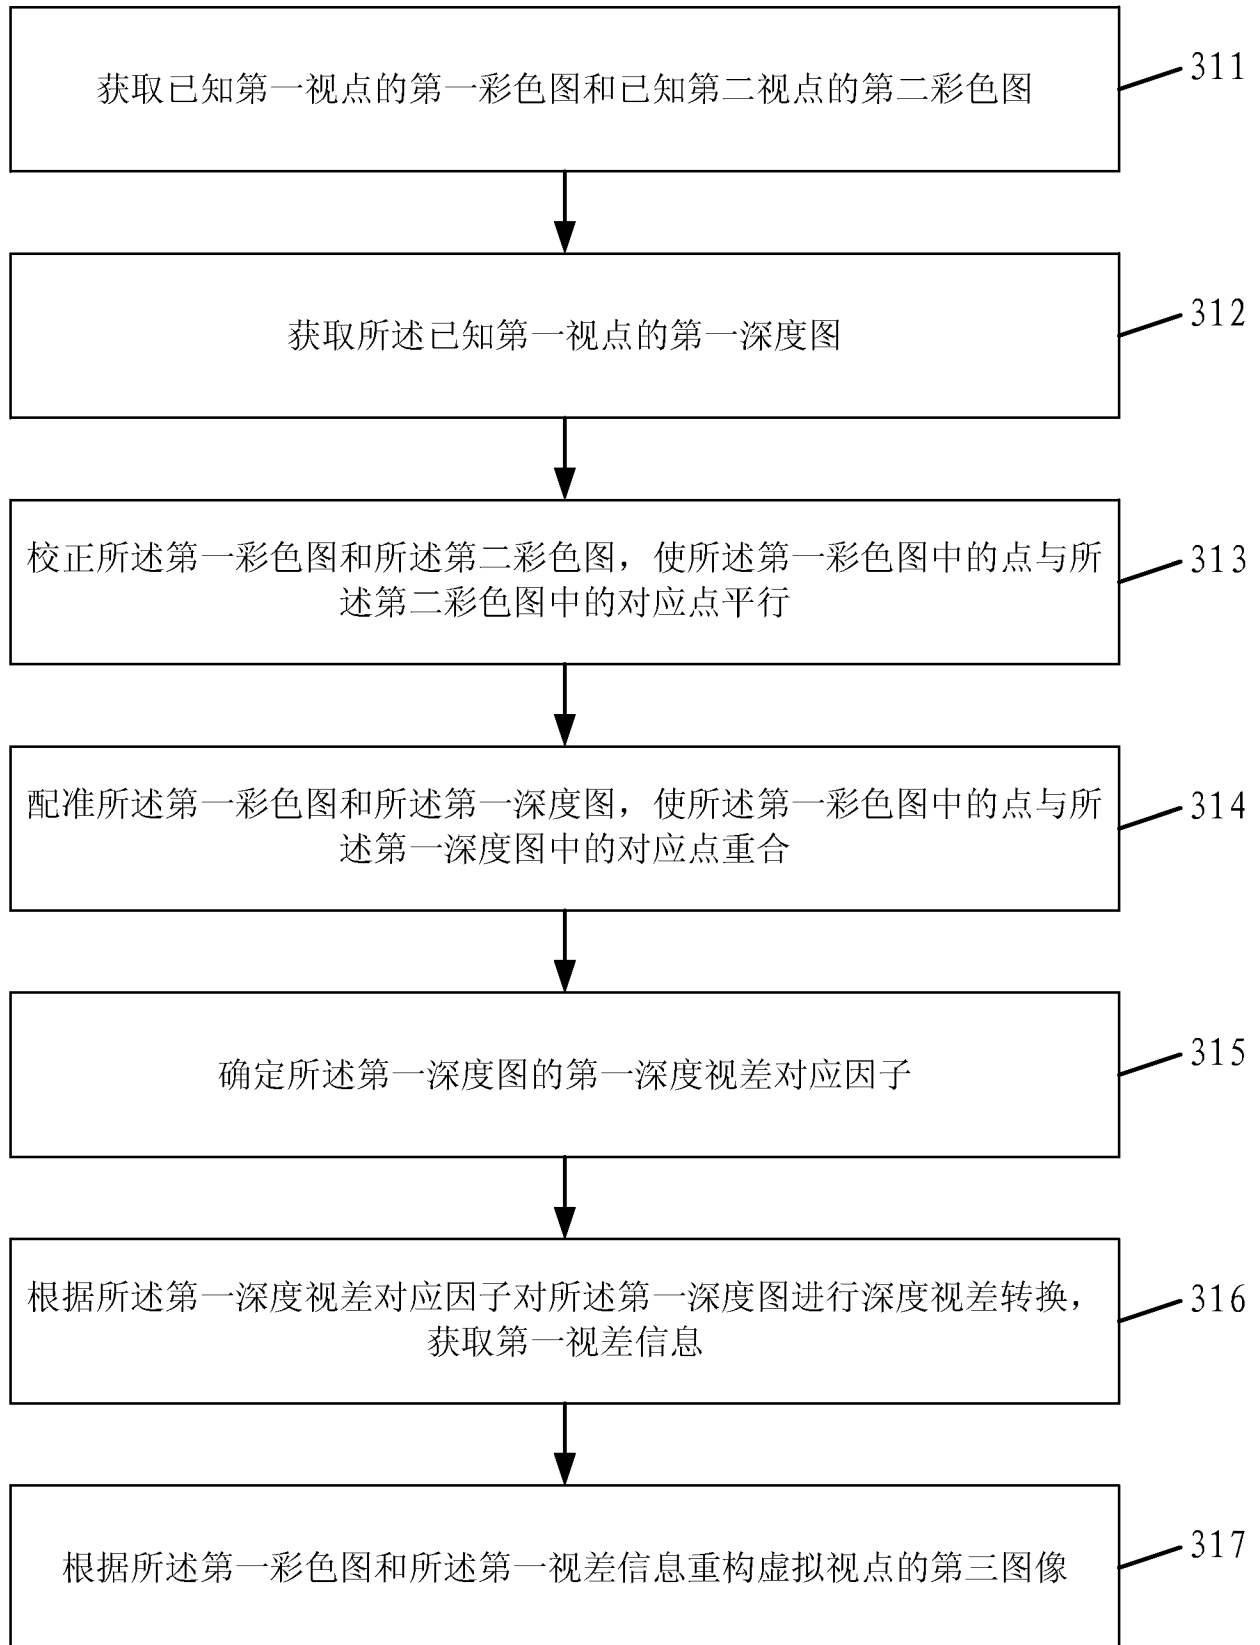 获取已知第一视点的第一彩色图和已知第二视点的第二彩色图
311
获取所述已知第一视点的第一深度图
312
校正所述第一彩色图和所述第二彩色图，使所述第一彩色图中的点与所
述第二彩色图中的对应点平行
313
配准所述第一彩色图和所述第一深度图，使所述第一彩色图中的点与所
述第一深度图中的对应点重合
314
确定所述第一深度图的第一深度视差对应因子
315
根据所述第一深度视差对应因子对所述第一深度图进行深度视差转换，
获取第一视差信息
316
根据所述第一彩色图和所述第一视差信息重构虚拟视点的第三图像
317